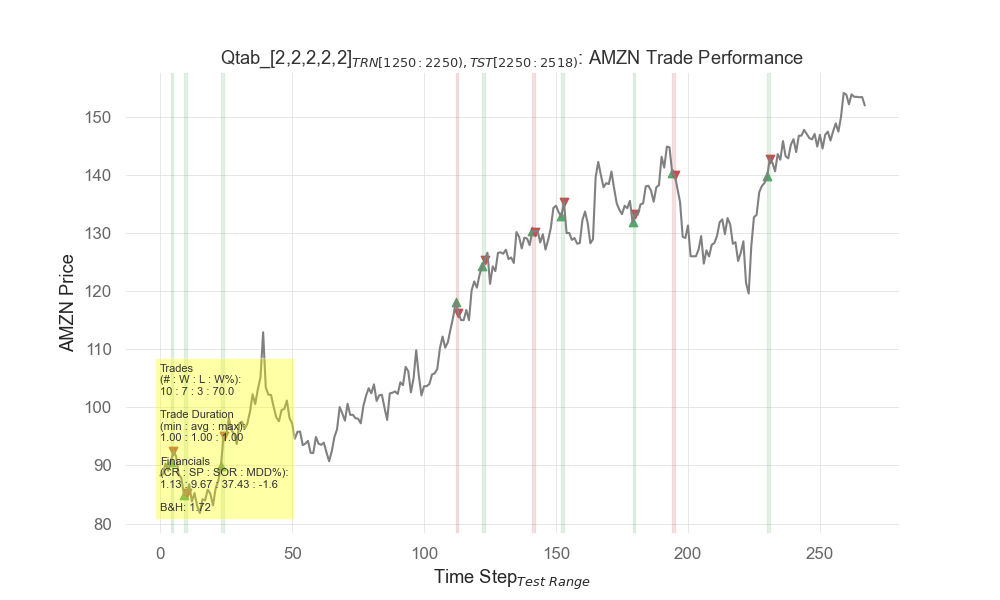 Qtab_[2,2,2,2,2]TRN[1250:2250),TST[2250:2518): AMZN Trade Performance
AMZN Price
150
140
130
120
110
100
90
80
Trades
(# : W : L : W%):
10 : 7 : 3 : 70.0
Trade Duration
(min : avg : max):
1.00 : 1.00 : 1.00
Financials
(CR : SP : SOR : MDD%):
1.13 : 9.67 : 37.43 : -1.6
B&H: 1.72
0 50 100 150 200 250
Time StepTest Range